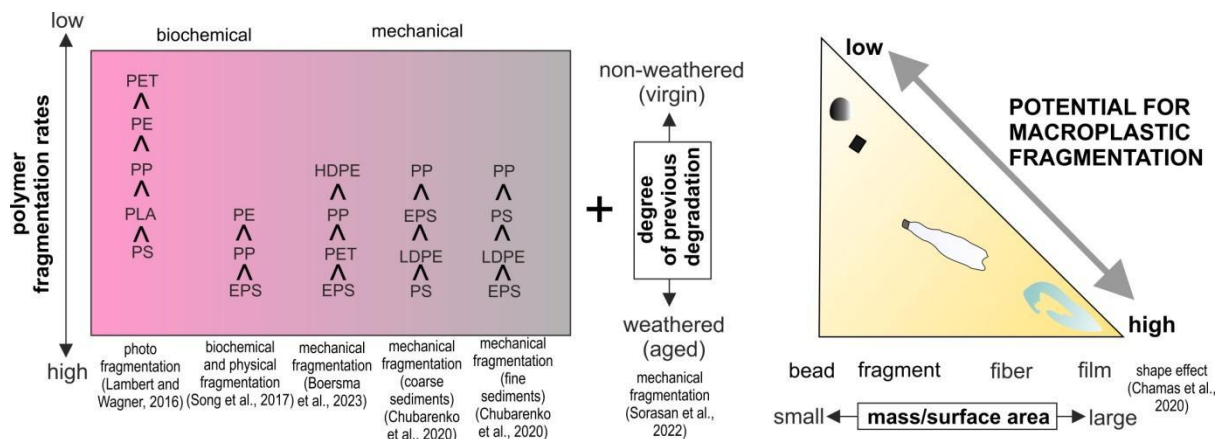 low
biochemical
mechanical
polymer
fragmentation rates
high
PET
∧
PE
∧
PP
∧
PLA
∧
PS
PE
∧
PP
∧
EPS
HDPE
∧
PP
∧
PET
∧
EPS
PP
∧
EPS
∧
LDPE
∧
PS
PP
∧
PS
∧
LDPE
∧
EPS
photo
fragmentation
(Lambert and
Wagner, 2016)
biochemical
and physical
fragmentation
(Song et al., 2017)
mechanical
fragmentation
(Boersma
et al., 2023)
mechanical
fragmentation
(coarse
sediments)
(Chubarenko
et al., 2020)
mechanical
fragmentation
(fine
sediments)
(Chubarenko
et al., 2020)
+
non-weathered
(virgin)
degree
of previous
degradation
weathered
(aged)
mechanical
fragmentation
(Sorasan et al.,
2022)
low
POTENTIAL FOR
MACROPLASTIC
FRAGMENTATION
high
bead fragment fiber film
shape effect
(Chamas et al.,
2020)
small mass/surface area large